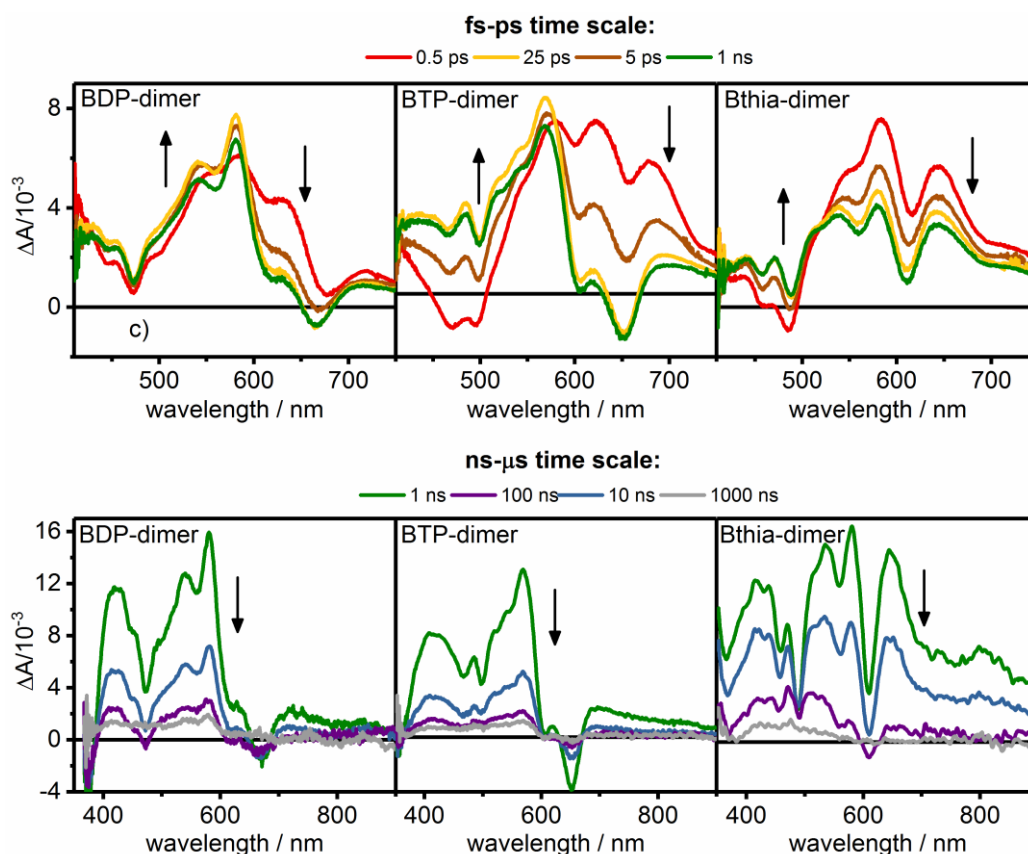 fs-ps time scale:
0.5 ps 25 ps 5 ps 1 ns
BDP-dimer BTP-dimer Bthia-dimer
8
4
0
ΔA/10⁻³
c)
500 600 700 500 600 700 500 600 700
wavelength / nm wavelength / nm wavelength / nm
ns-μs time scale:
1 ns 100 ns 10 ns 1000 ns
BDP-dimer BTP-dimer Bthia-dimer
16
12
8
4
0
-4
ΔA/10⁻³
400 600 800 400 600 800 400 600 800
wavelength / nm wavelength / nm wavelength / nm